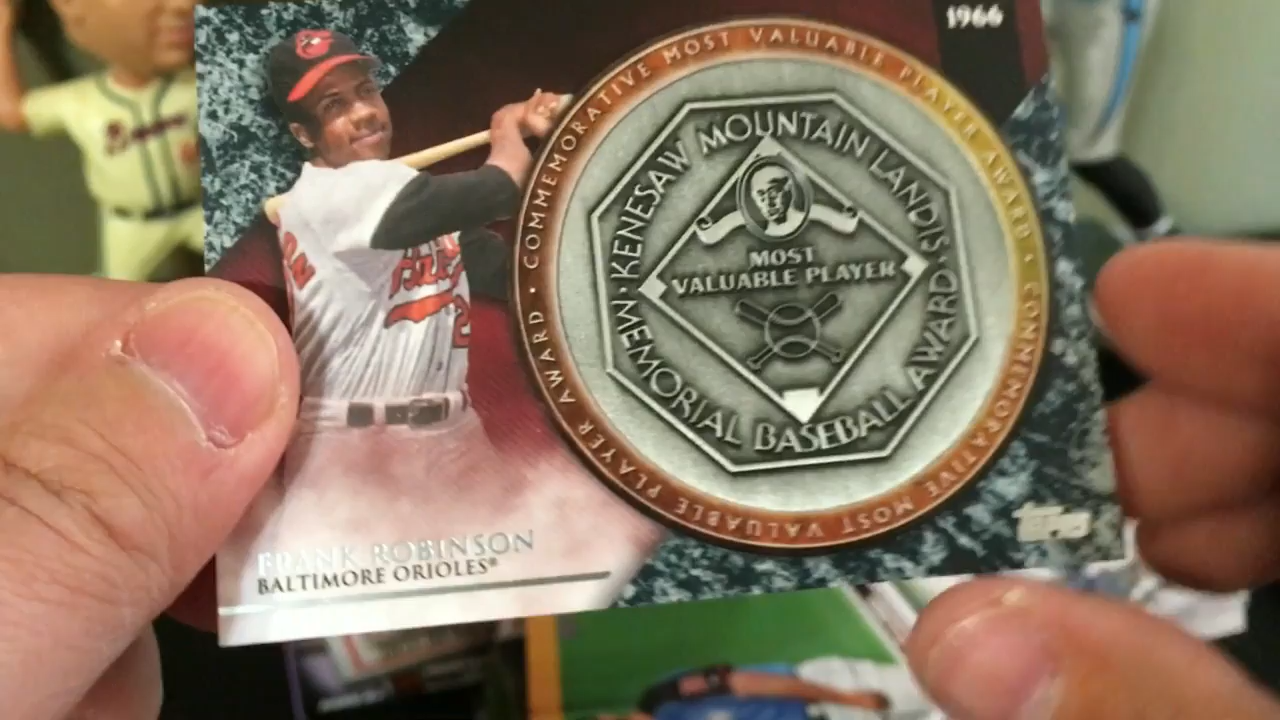 1966
COMMEMORATIVE MOST VALUABLE PLAYER AWARD • COMMEMORATIVE MOST VALUABLE PLAYER AWARD •
KENESAW MOUNTAIN LANDIS •
MEMORIAL BASEBALL AWARD •
MOST
VALUABLE PLAYER
FRANK ROBINSON
BALTIMORE ORIOLES®
TOPPS